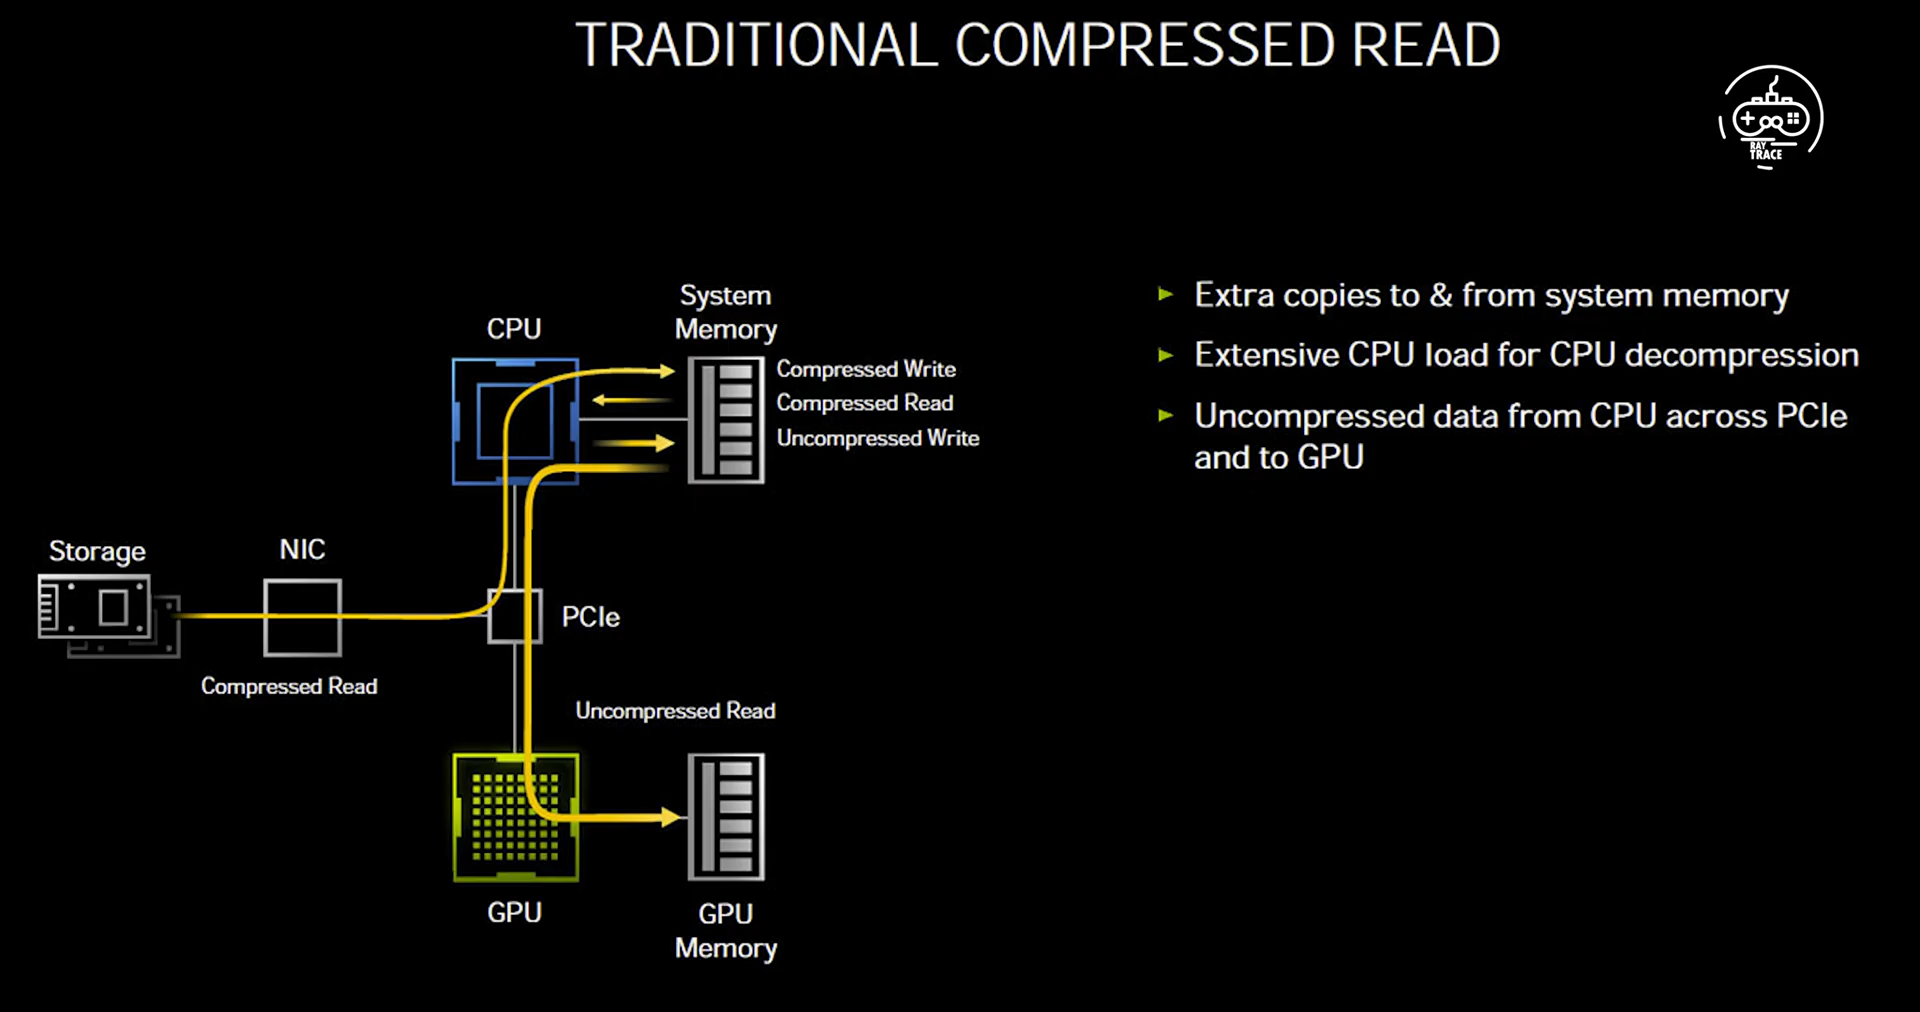 TRADITIONAL COMPRESSED READ
RAY
TRACE
System
Memory
CPU
Compressed Write
Compressed Read
Uncompressed Write
Extra copies to & from system memory
Extensive CPU load for CPU decompression
Uncompressed data from CPU across PCIe
and to GPU
Storage
NIC
PCIe
Compressed Read
Uncompressed Read
GPU
GPU
Memory